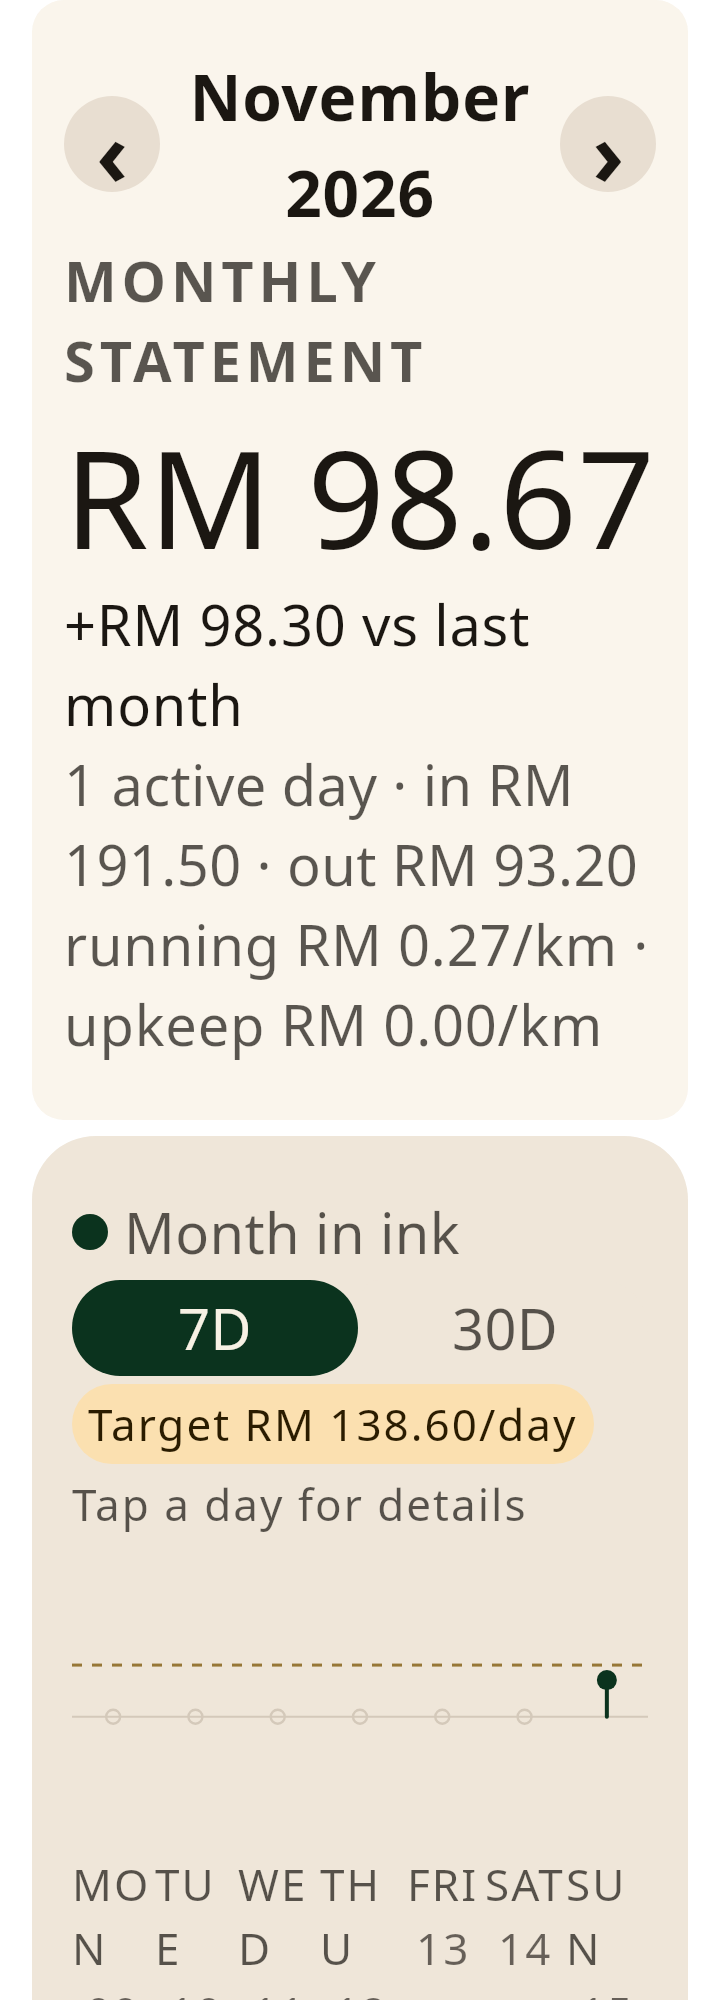 ‹
November
2026
›
MONTHLY
STATEMENT
RM 98.67
+RM 98.30 vs last
month
1 active day · in RM
191.50 · out RM 93.20
running RM 0.27/km ·
upkeep RM 0.00/km
Month in ink
7D 30D
Target RM 138.60/day
Tap a day for details
MO TU WE TH FRI SAT SU
N E D U 13 14 N